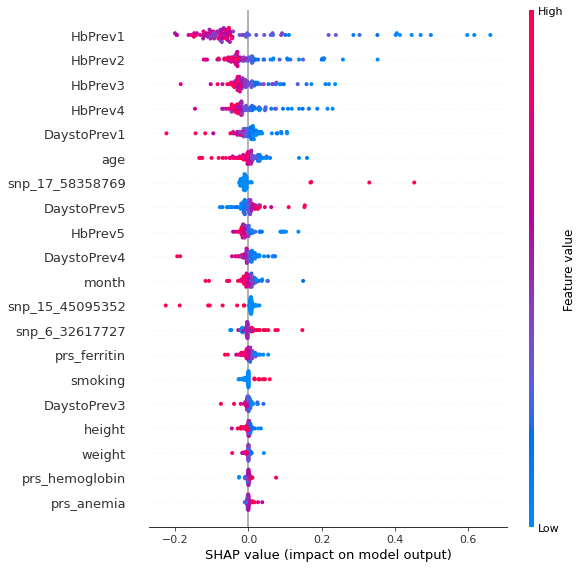 High
HbPrev1
HbPrev2
HbPrev3
HbPrev4
DaystoPrev1
age
snp_17_58358769
DaystoPrev5
HbPrev5
DaystoPrev4
month
snp_15_45095352
snp_6_32617727
prs_ferritin
smoking
DaystoPrev3
height
weight
prs_hemoglobin
prs_anemia
Low
Feature value
−0.2 0.0 0.2 0.4 0.6
SHAP value (impact on model output)